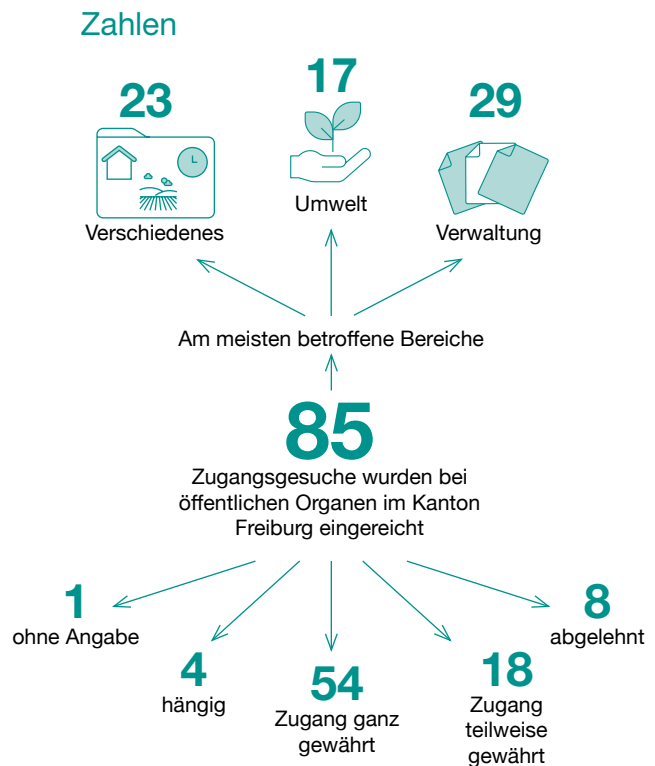 Zahlen
23
Verschiedenes
17
Umwelt
29
Verwaltung
Am meisten betroffene Bereiche
85
Zugangsgesuche wurden bei
öffentlichen Organen im Kanton
Freiburg eingereicht
1
ohne Angabe
4
hängig
54
Zugang ganz
gewährt
18
Zugang
teilweise
gewährt
8
abgelehnt